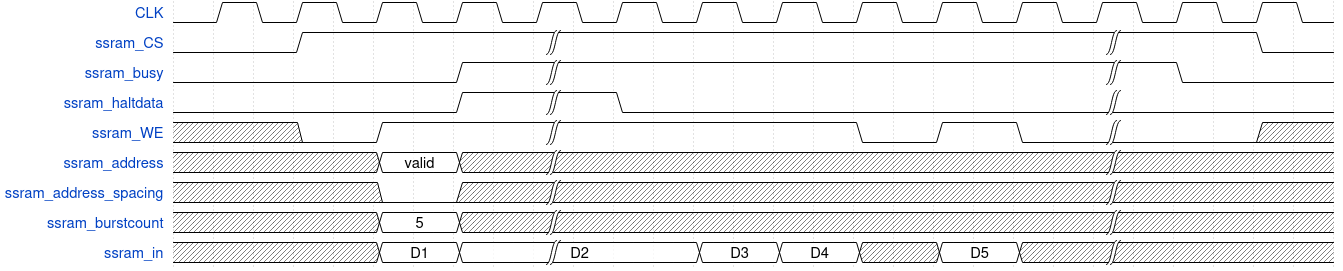 CLK
ssram_CS
ssram_busy
ssram_haltdata
ssram_WE
ssram_address valid
ssram_address_spacing
ssram_burstcount 5
ssram_in D1 D2 D3 D4 D5